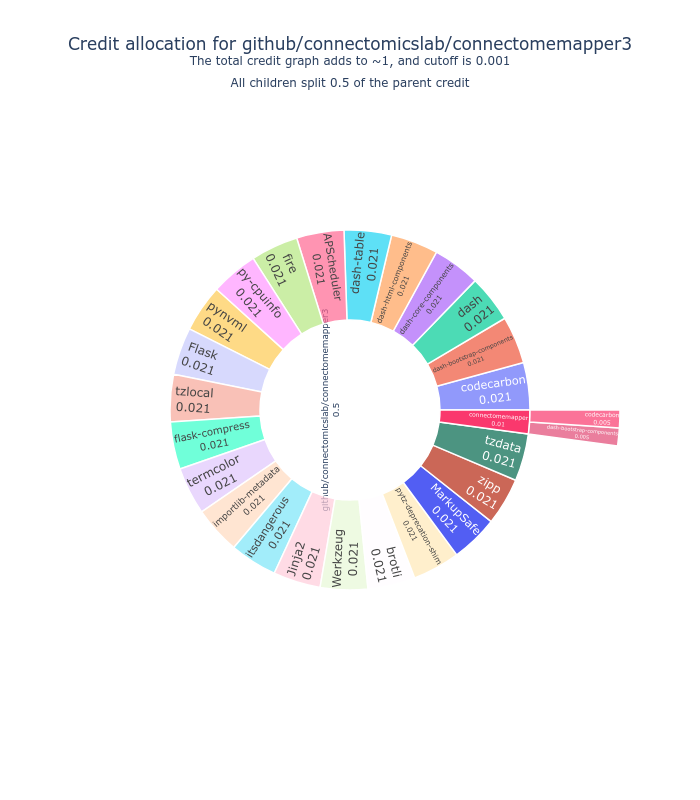 Credit allocation for github/connectomicslab/connectomemapper3
The total credit graph adds to ~1, and cutoff is 0.001
All children split 0.5 of the parent credit
github/connectomicslab/connectomemapper3
0.5
codecarbon
0.021
dash-bootstrap-components
0.021
dash
0.021
dash-core-components
0.021
dash-html-components
0.021
dash-table
0.021
APScheduler
0.021
fire
0.021
py-cpuinfo
0.021
pynvml
0.021
Flask
0.021
tzlocal
0.021
flask-compress
0.021
termcolor
0.021
importlib-metadata
0.021
itsdangerous
0.021
Jinja2
0.021
Werkzeug
0.021
brotli
0.021
pytz-deprecation-shim
0.021
MarkupSafe
0.021
zipp
0.021
tzdata
0.021
connectomemapper
0.01
codecarbon
0.005
dash-bootstrap-components
0.005